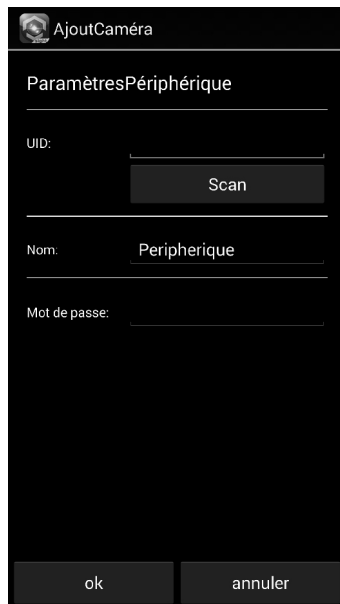 AjoutCaméra
ParamètresPériphérique
UID:
Scan
Nom: Peripherique
Mot de passe:
ok annuler